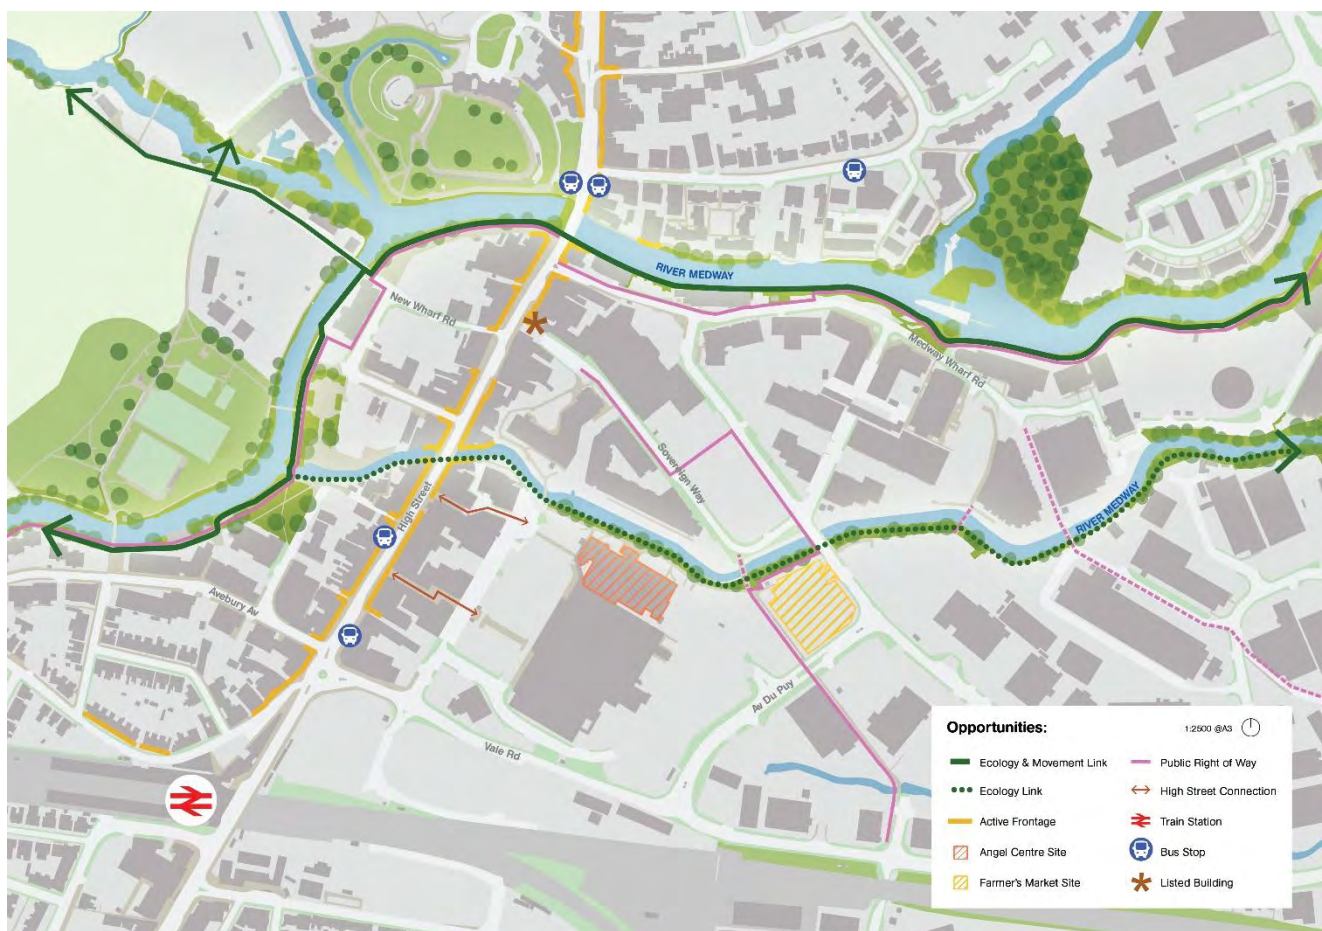 RIVER MEDWAY
New Wharf Rd
Medway Wharf Rd
Sovereign Way
High Street
RIVER MEDWAY
Avebury Av
Av Du Puy
Vale Rd
Opportunities:
1:2500 @A3
Ecology & Movement Link
Public Right of Way
Ecology Link
High Street Connection
Active Frontage
Train Station
Angel Centre Site
Bus Stop
Farmer's Market Site
Listed Building